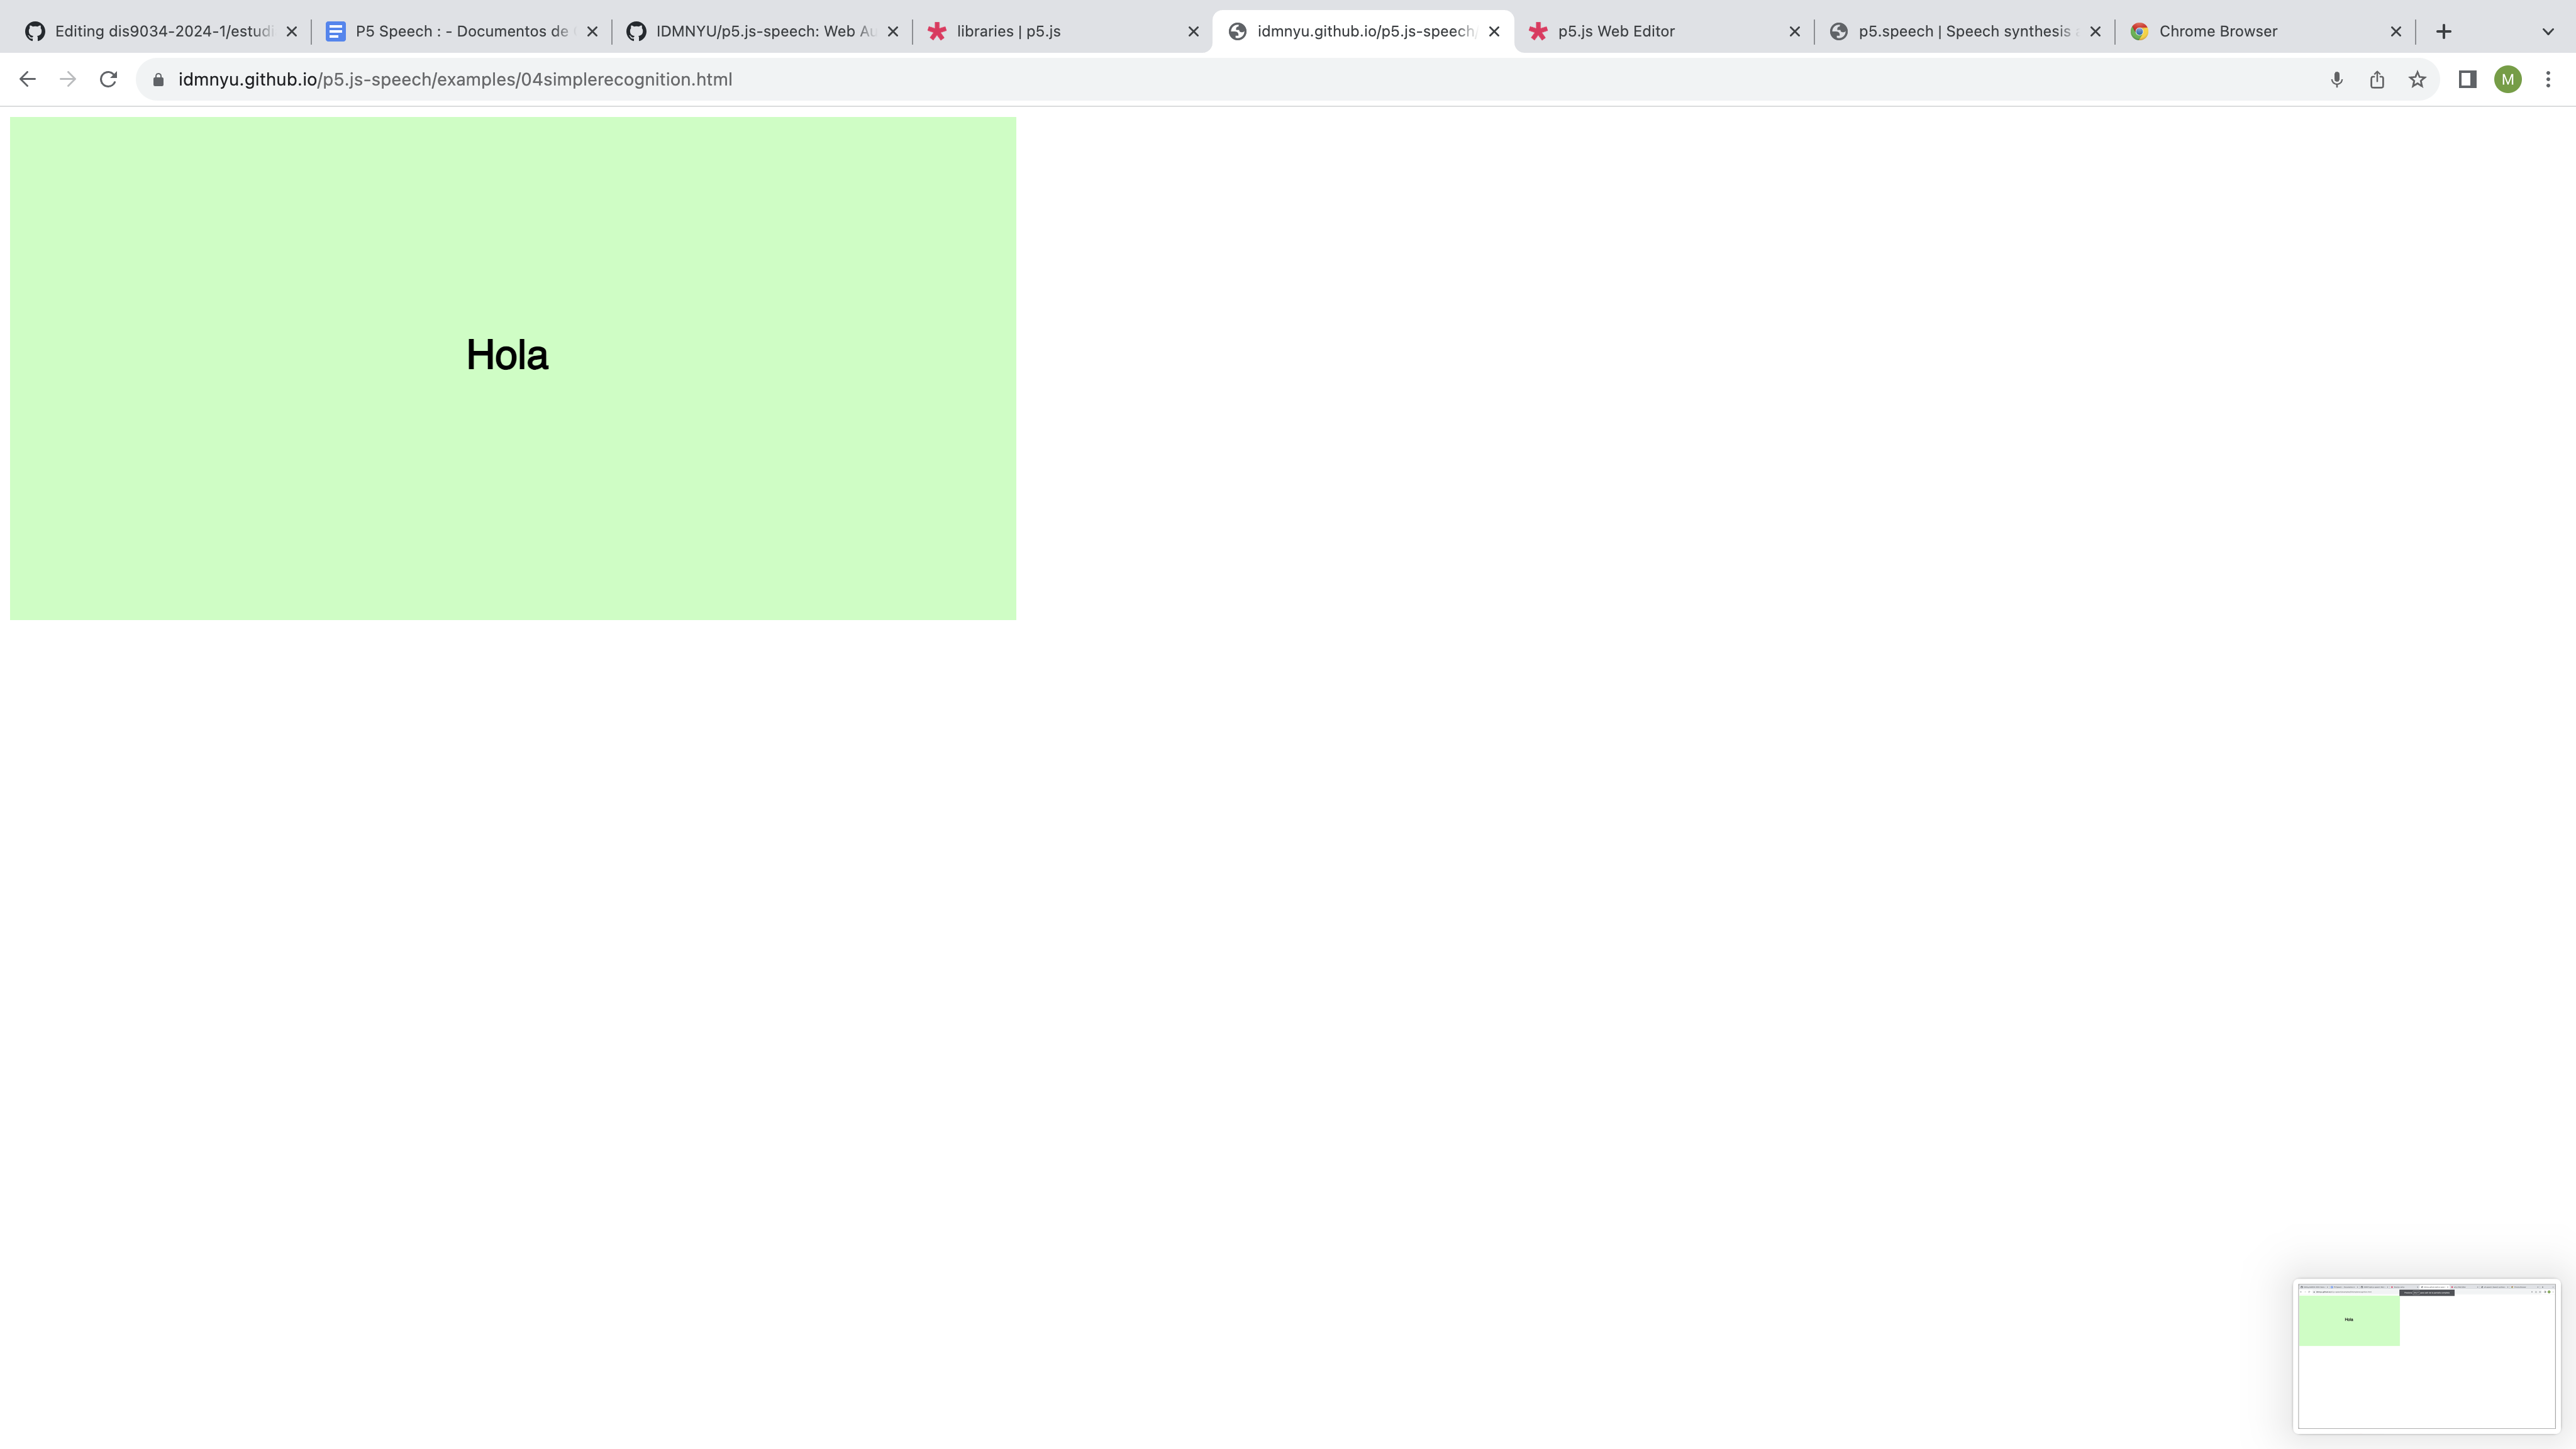 Editing dis9034-2024-1/estudi
P5 Speech : - Documentos de
IDMNYU/p5.js-speech: Web Au
libraries | p5.js
idmnyu.github.io/p5.js-speech/
p5.js Web Editor
p5.speech | Speech synthesis
Chrome Browser
idmnyu.github.io/p5.js-speech/examples/04simplerecognition.html
M
Hola
Hola